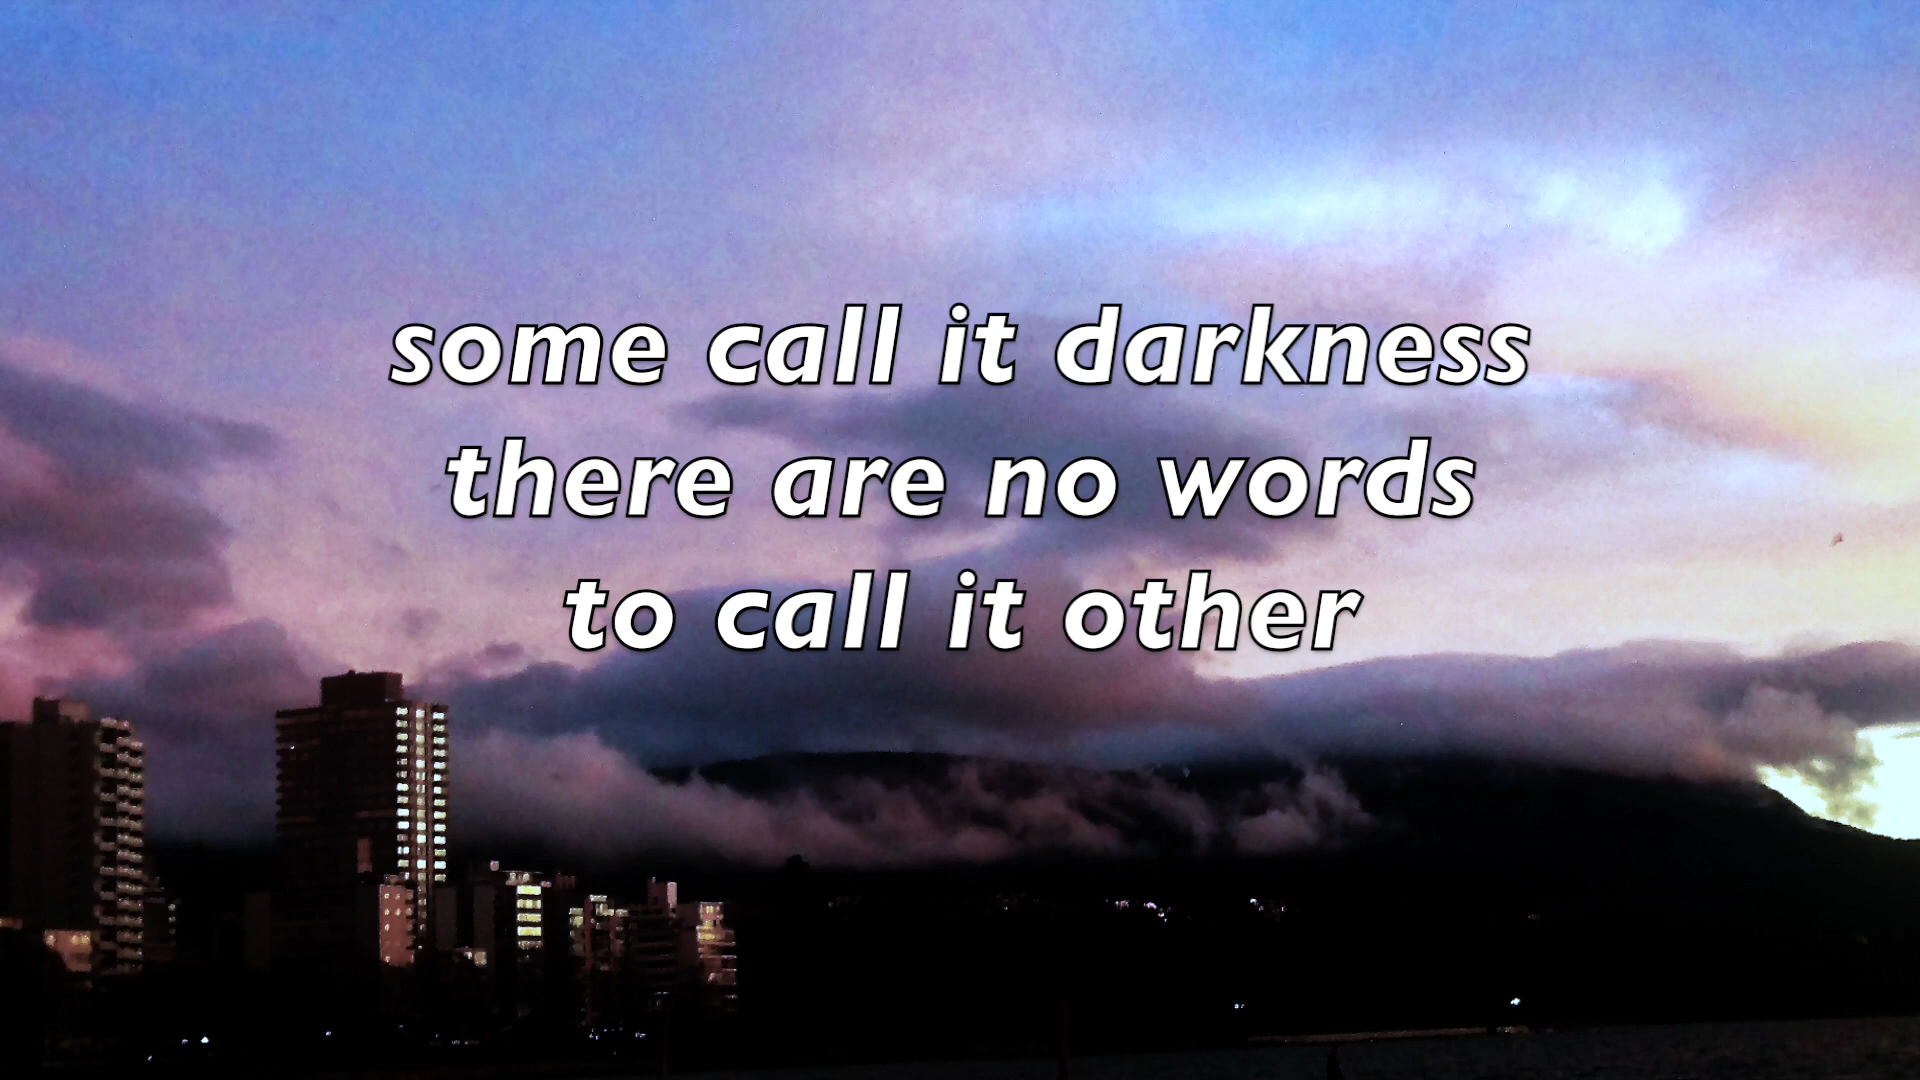 some call it darkness
there are no words
to call it other